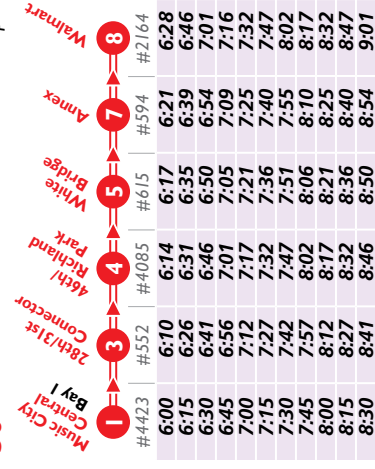 Music City
Central
Bay 1
28th/31st
Connector
46th/
Richland
Park
White
Bridge
Annex
Walmart
1 3 4 5 7 8
#4423 #552 #4085 #615 #594 #2164
6:00 6:10 6:14 6:17 6:21 6:28
6:15 6:26 6:31 6:35 6:39 6:46
6:30 6:41 6:46 6:50 6:54 7:01
6:45 6:56 7:01 7:05 7:09 7:16
7:00 7:12 7:17 7:21 7:25 7:32
7:15 7:27 7:32 7:36 7:40 7:47
7:30 7:42 7:47 7:51 7:55 8:02
7:45 7:57 8:02 8:06 8:10 8:17
8:00 8:12 8:17 8:21 8:25 8:32
8:15 8:27 8:32 8:36 8:40 8:47
8:30 8:41 8:46 8:50 8:54 9:01